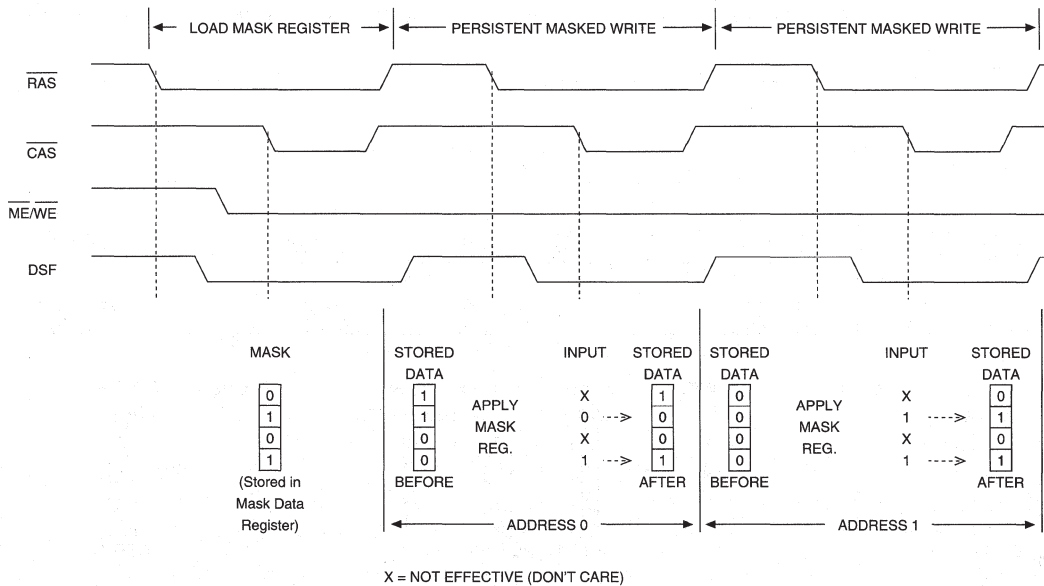 LOAD MASK REGISTER PERSISTENT MASKED WRITE PERSISTENT MASKED WRITE
RAS
CAS
ME/WE
DSF
MASK STORED INPUT STORED STORED INPUT STORED
DATA DATA DATA DATA
0 1 X 1 0 X 0
1 1 0 0 0 1 1
0 0 X 0 0 X 0
1 0 1 1 0 1 1
APPLY APPLY
MASK MASK
REG. REG.
(Stored in BEFORE AFTER BEFORE AFTER
Mask Data
Register)
ADDRESS 0 ADDRESS 1
X = NOT EFFECTIVE (DON'T CARE)